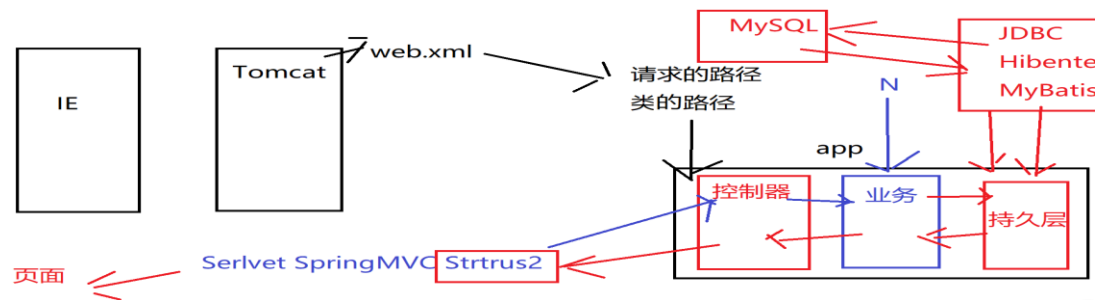 IE
Tomcat
web.xml
请求的路径
类的路径
MySQL
JDBC
Hibente
MyBatis
N
app
控制器
业务
持久层
Serlvet SpringMVC Strtrus2
页面